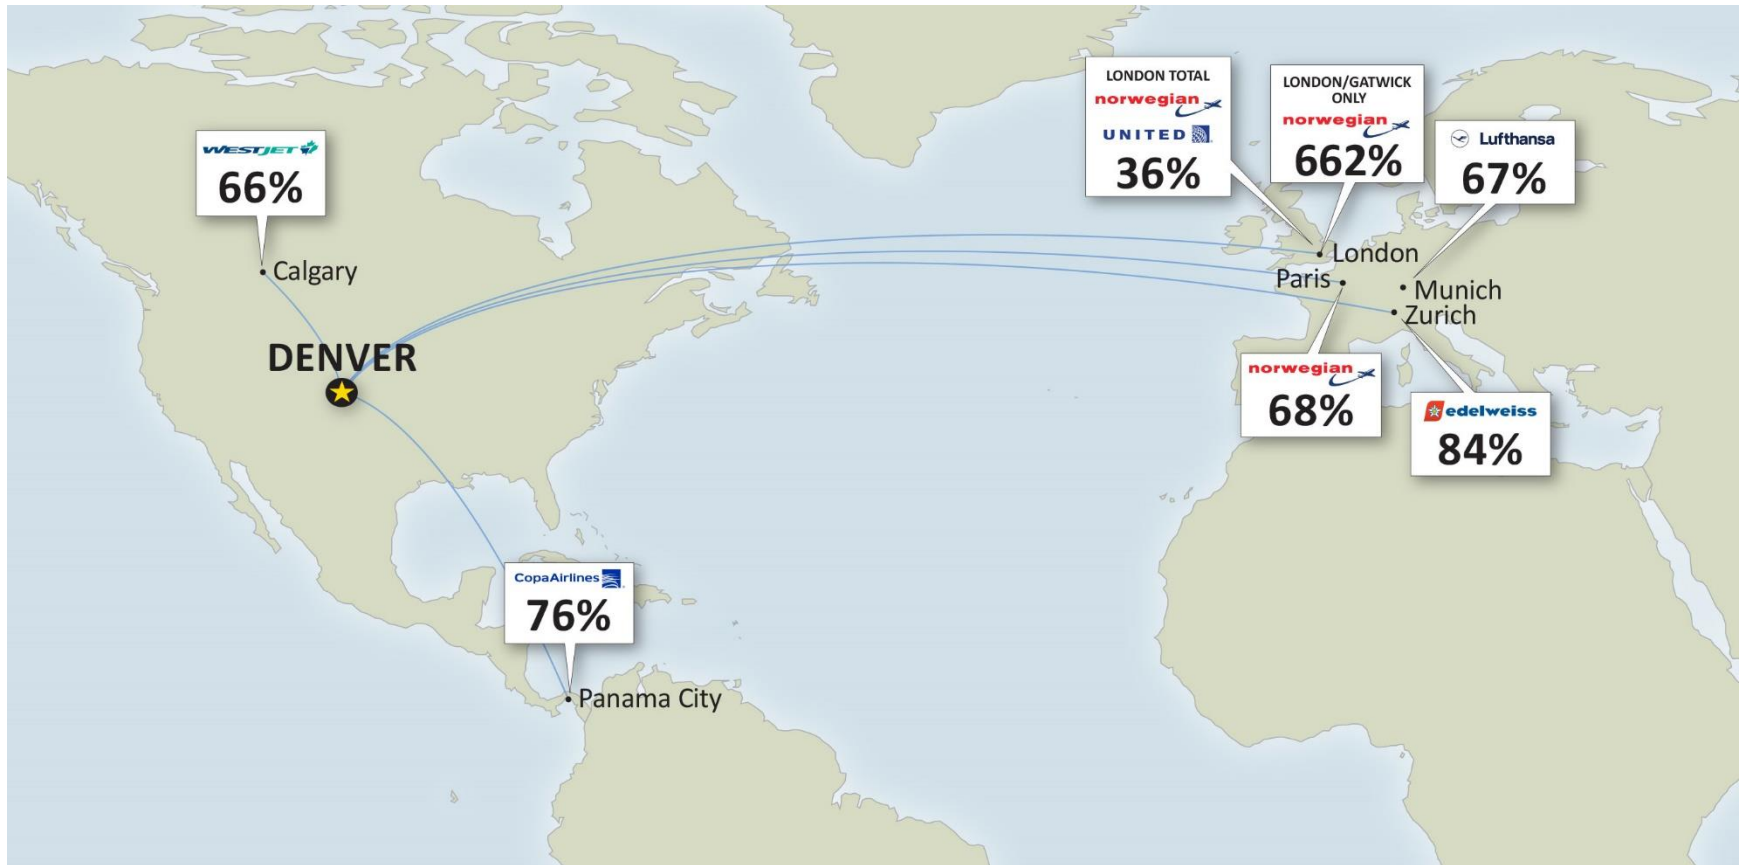 WESTJET
66%
Calgary
DENVER
CopaAirlines
76%
Panama City
LONDON TOTAL
norwegian
UNITED
36%
LONDON/GATWICK
ONLY
norwegian
662%
Lufthansa
67%
London
Paris
Munich
Zurich
norwegian
68%
edelweiss
84%